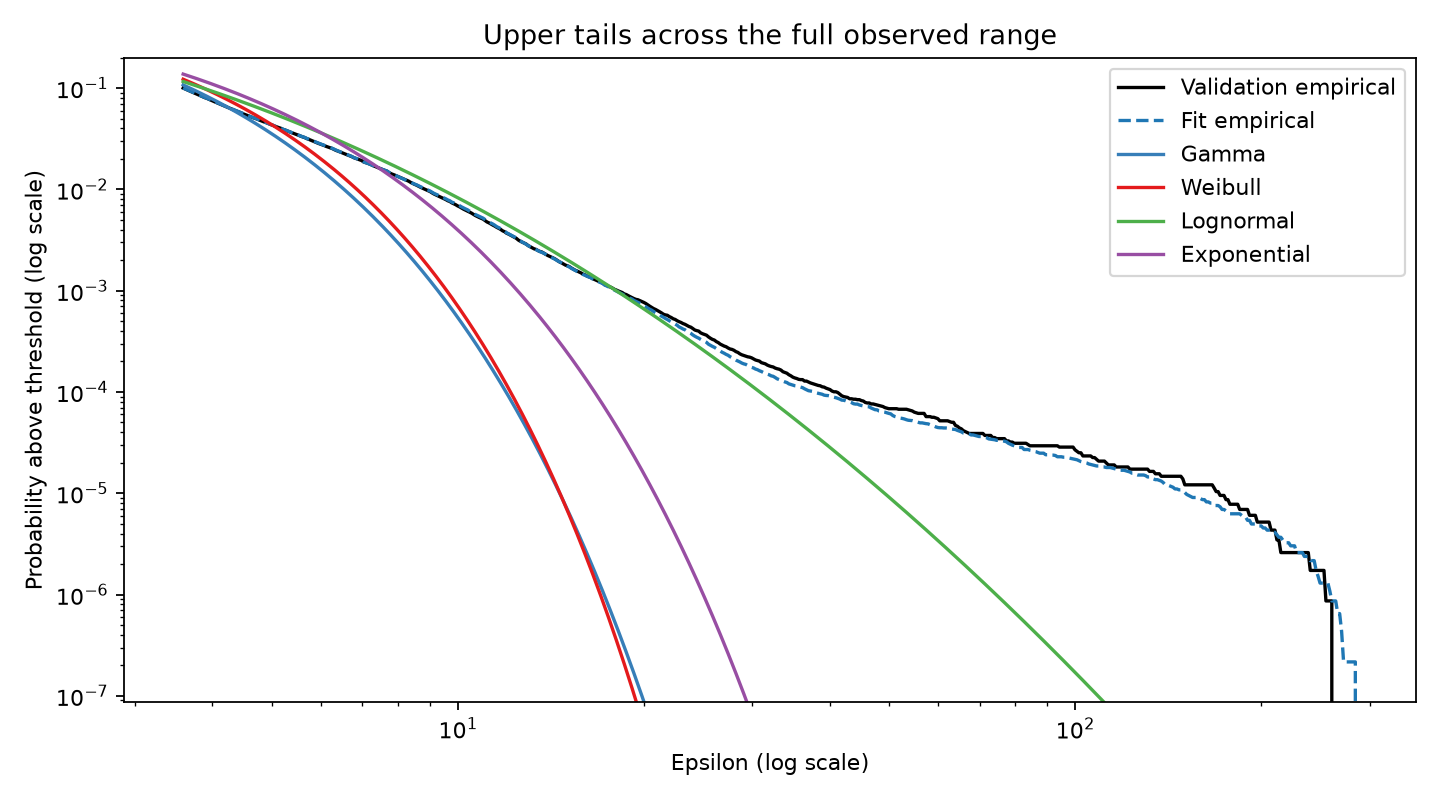 Upper tails across the full observed range
Probability above threshold (log scale)
10⁻¹
10⁻²
10⁻³
10⁻⁴
10⁻⁵
10⁻⁶
10⁻⁷
Validation empirical
Fit empirical
Gamma
Weibull
Lognormal
Exponential
10¹
10²
Epsilon (log scale)